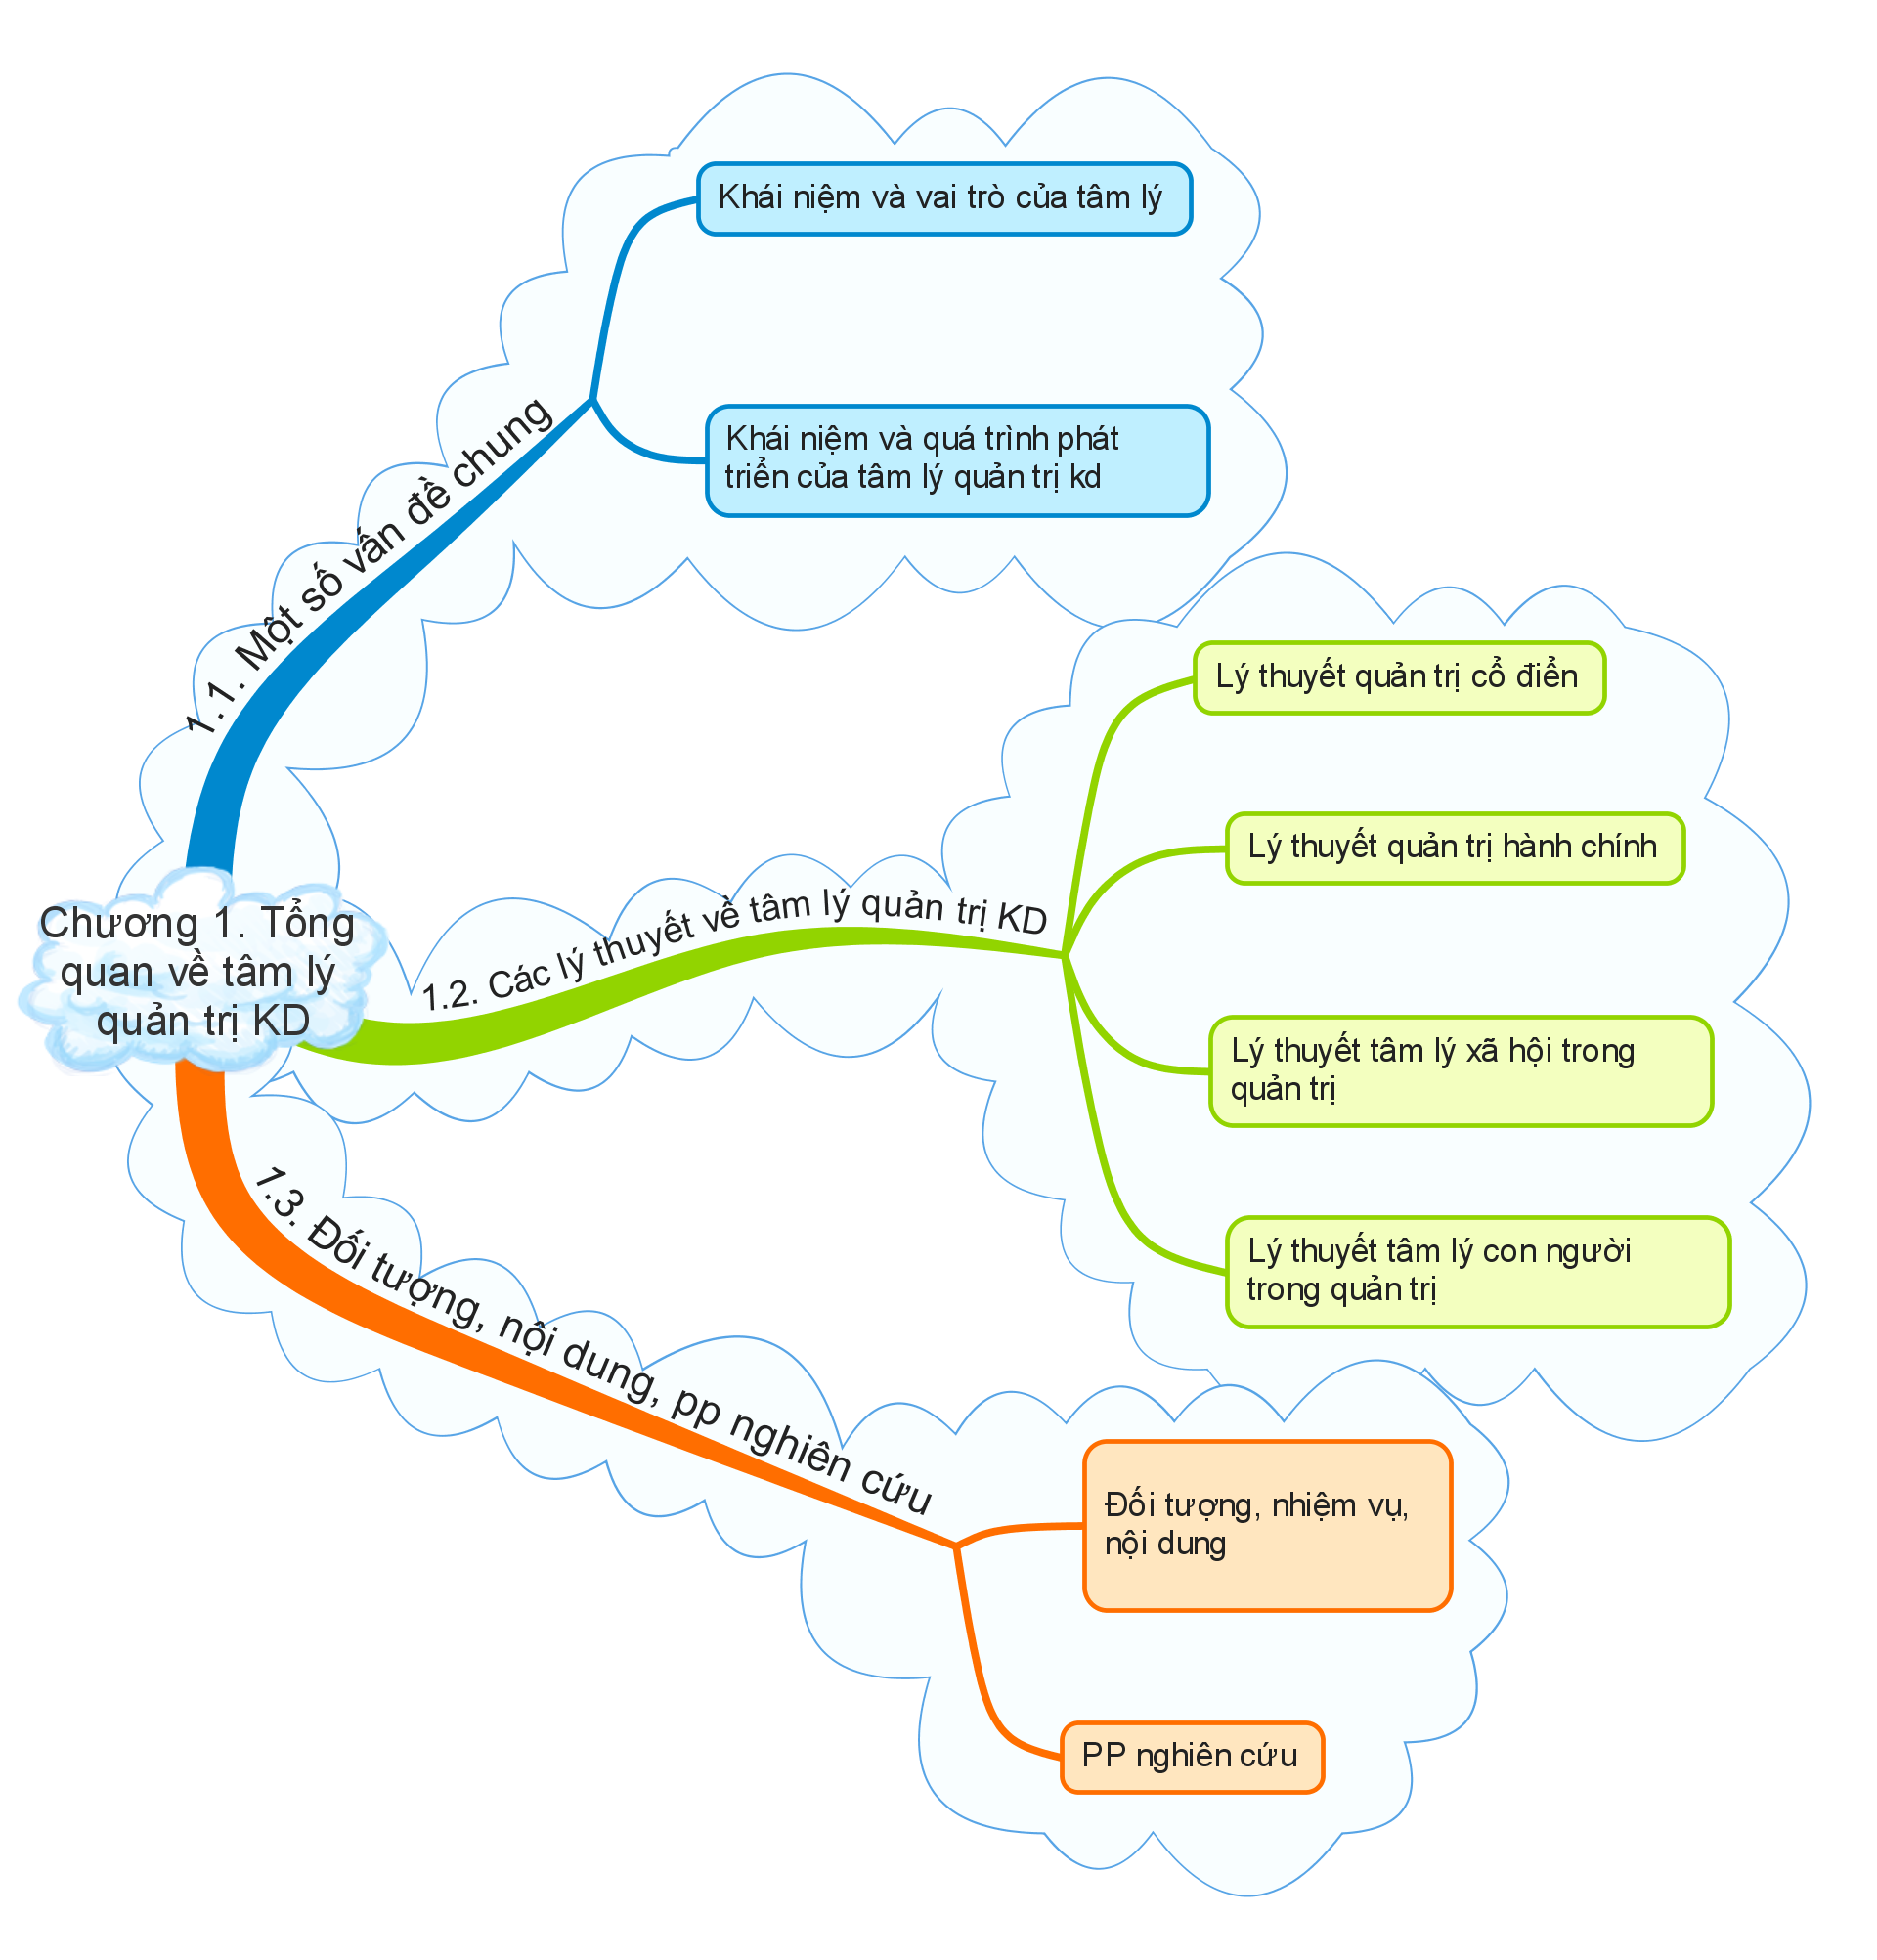 Chương 1. Tổng
quan về tâm lý
quản trị KD
1.1. Một số vấn đề chung
Khái niệm và vai trò của tâm lý
Khái niệm và quá trình phát
triển của tâm lý quản trị kd
1.2. Các lý thuyết về tâm lý quản trị KD
Lý thuyết quản trị cổ điển
Lý thuyết quản trị hành chính
Lý thuyết tâm lý xã hội trong
quản trị
Lý thuyết tâm lý con người
trong quản trị
1.3. Đối tượng, nội dung, pp nghiên cứu
Đối tượng, nhiệm vụ,
nội dung
PP nghiên cứu